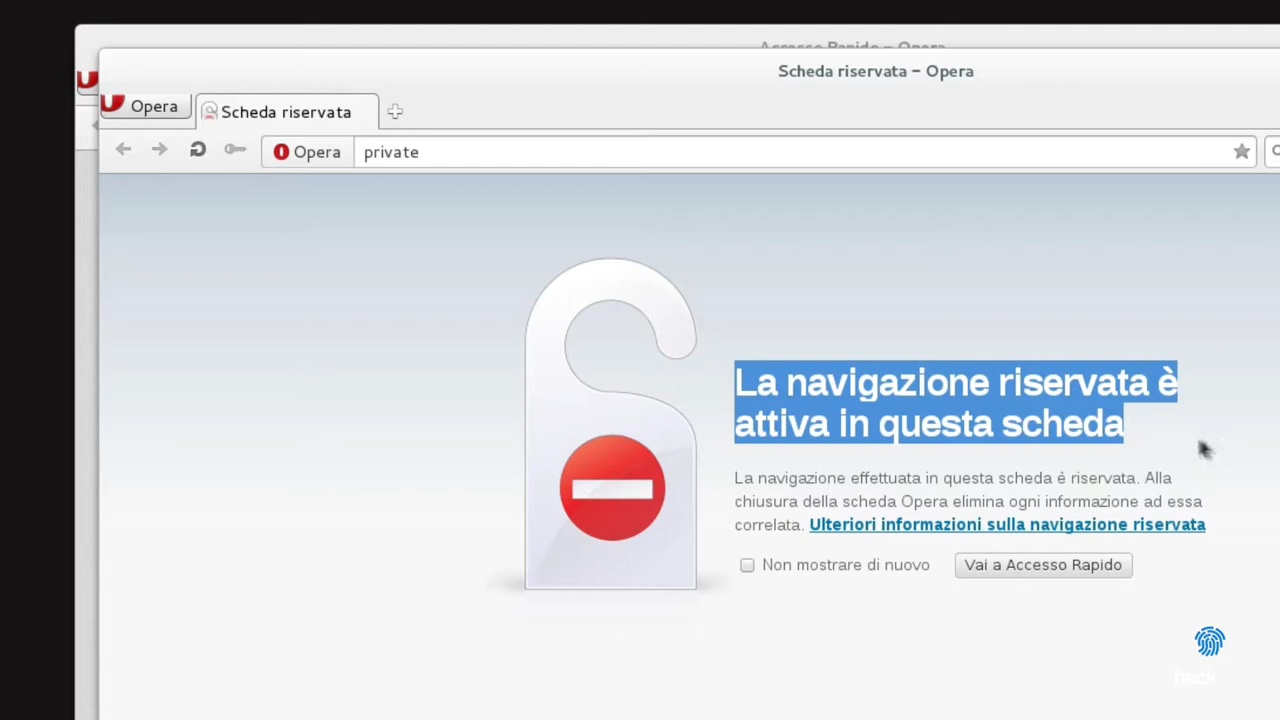 Accesso Rapido - Opera
Scheda riservata - Opera
Opera
Scheda riservata
Opera
private
La navigazione riservata è
attiva in questa scheda
La navigazione effettuata in questa scheda è riservata. Alla
chiusura della scheda Opera elimina ogni informazione ad essa
correlata. Ulteriori informazioni sulla navigazione riservata
Non mostrare di nuovo
Vai a Accesso Rapido